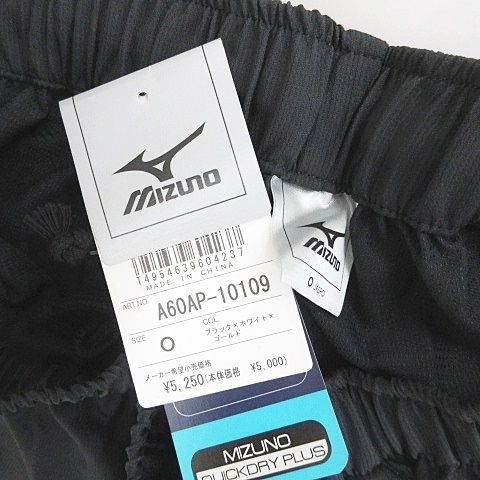 MIZUNO
14954639604237
MADE IN CHINA
ART.NO. A60AP-10109
SIZE O
COL.
ブラック×ホワイト×
ゴールド
メーカー希望小売価格
¥5,250(本体価格 ¥5,000)
MIZUNO
QUICKDRY PLUS
MIZUNO
O JAPO